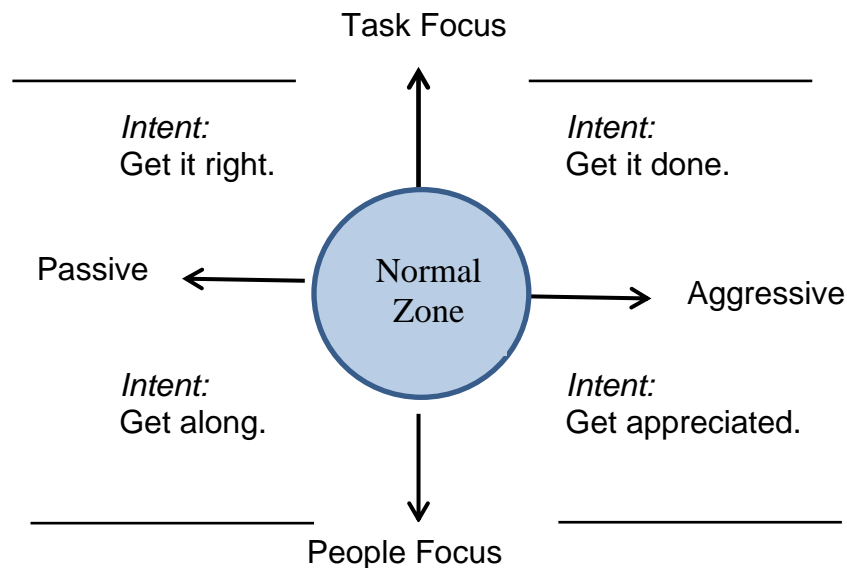 Task Focus
Intent:
Get it right.
Intent:
Get it done.
Passive
Normal
Zone
Aggressive
Intent:
Get along.
Intent:
Get appreciated.
People Focus